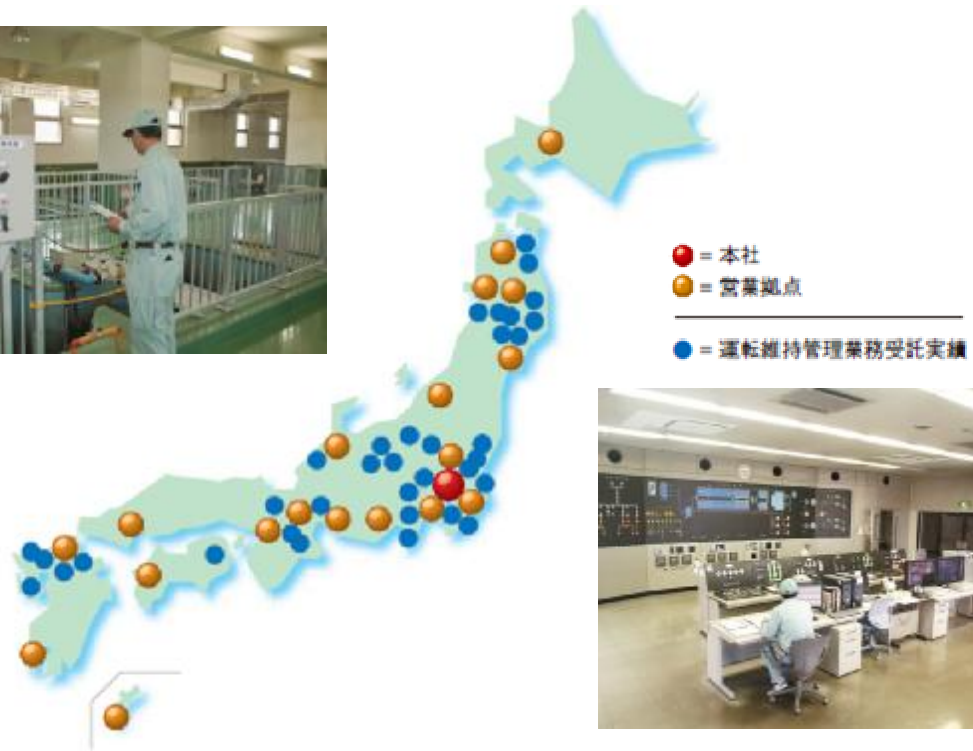 = 本社
= 営業拠点
= 運転維持管理業務受託実績